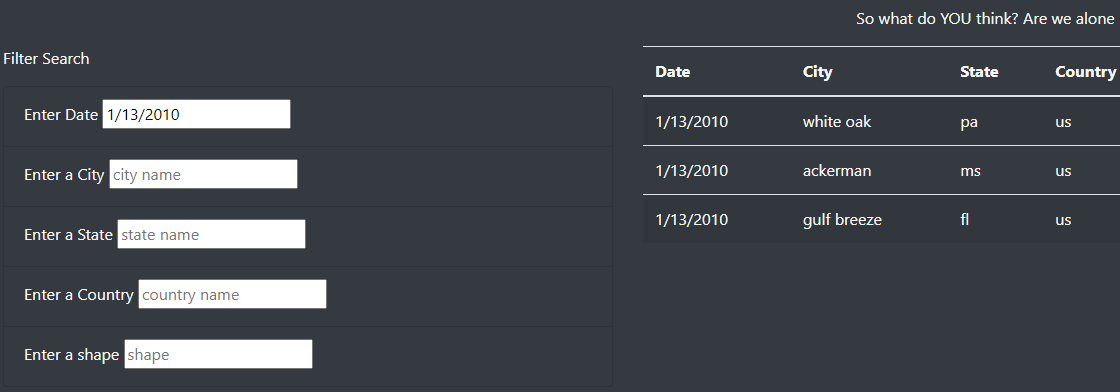 So what do YOU think? Are we alone
Filter Search
Enter Date 1/13/2010
Enter a City city name
Enter a State state name
Enter a Country country name
Enter a shape shape
Date City State Country
1/13/2010 white oak pa us
1/13/2010 ackerman ms us
1/13/2010 gulf breeze fl us